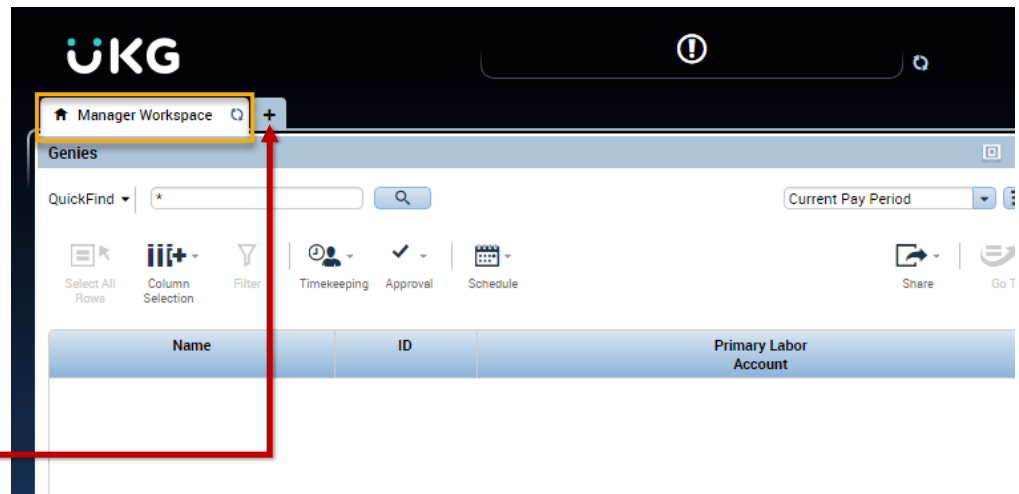 UKG
Manager Workspace
Genies
QuickFind
*
Current Pay Period
Select All
Rows
Column
Selection
Filter
Timekeeping
Approval
Schedule
Share
Go T
Name
ID
Primary Labor
Account